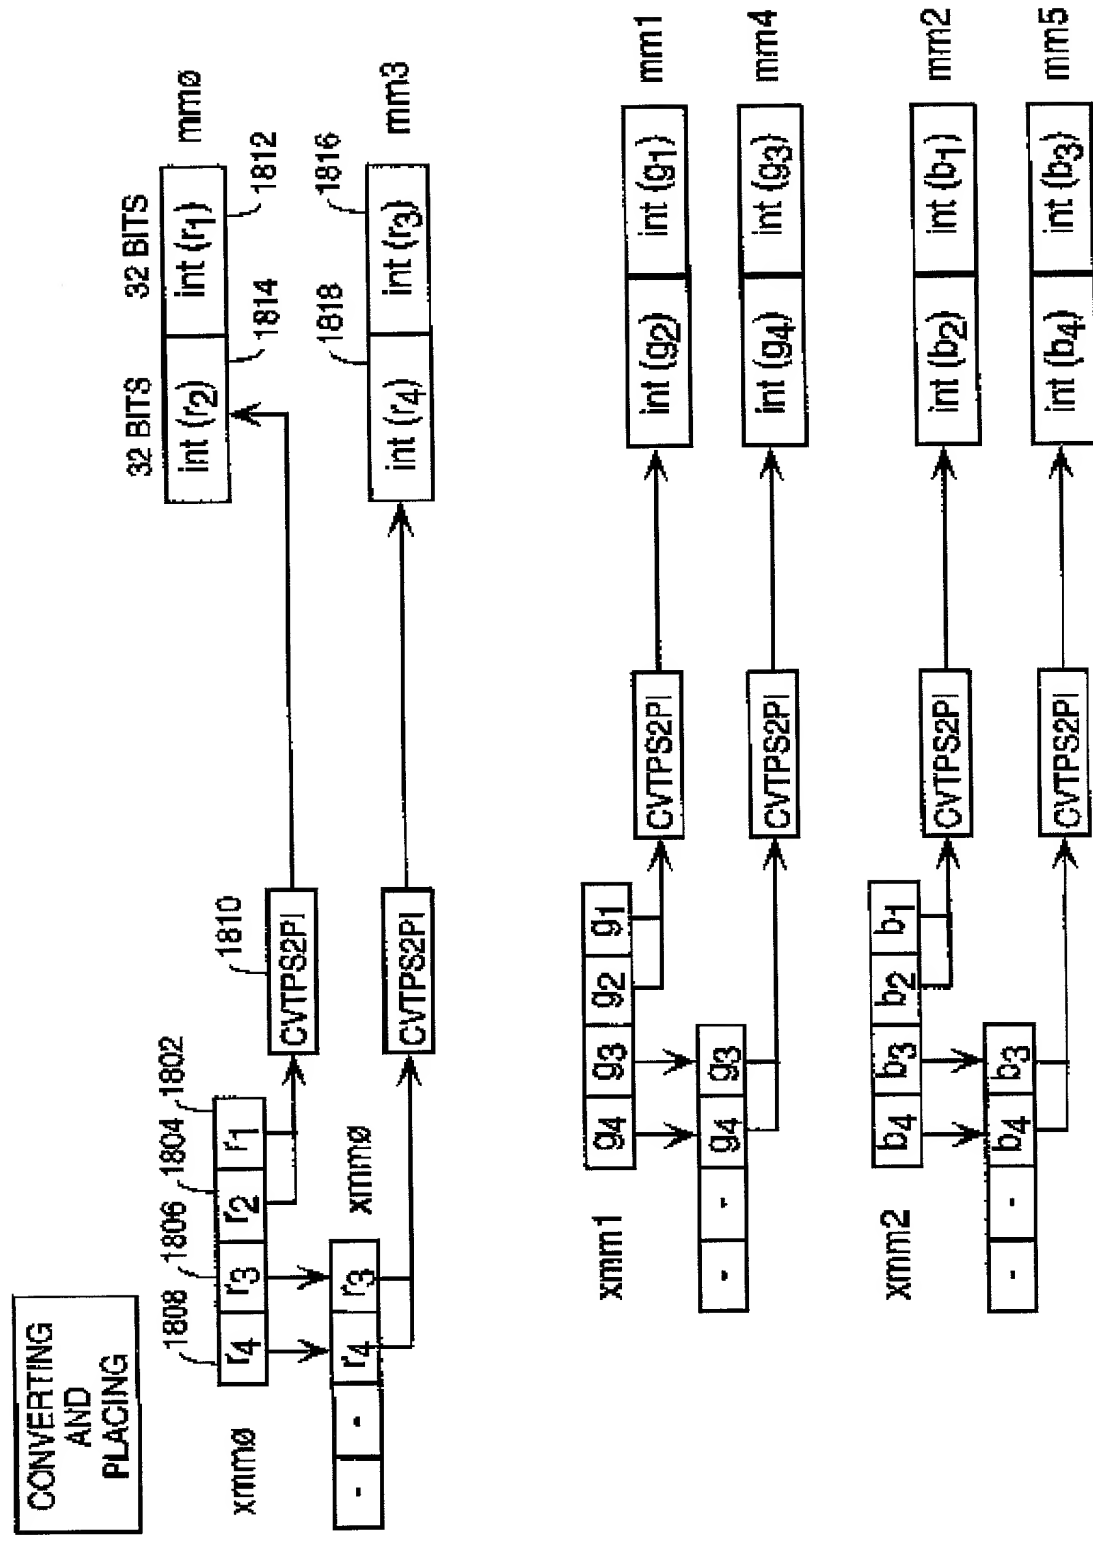 CONVERTING
AND
PLACING
32 BITS 32 BITS
xmmø r4 r3 r2 r1 int (r2) int (r1) mmø
1808 1806 1804 1802 1810 1814 1812
CVTPS2PI
- - r4 r3 xmmø CVTPS2PI int (r4) int (r3) mm3
1818 1816
xmm1 g4 g3 g2 g1 CVTPS2PI int (g2) int (g1) mm1
- - g4 g3 CVTPS2PI int (g4) int (g3) mm4
xmm2 b4 b3 b2 b1 CVTPS2PI int (b2) int (b1) mm2
- - b4 b3 CVTPS2PI int (b4) int (b3) mm5